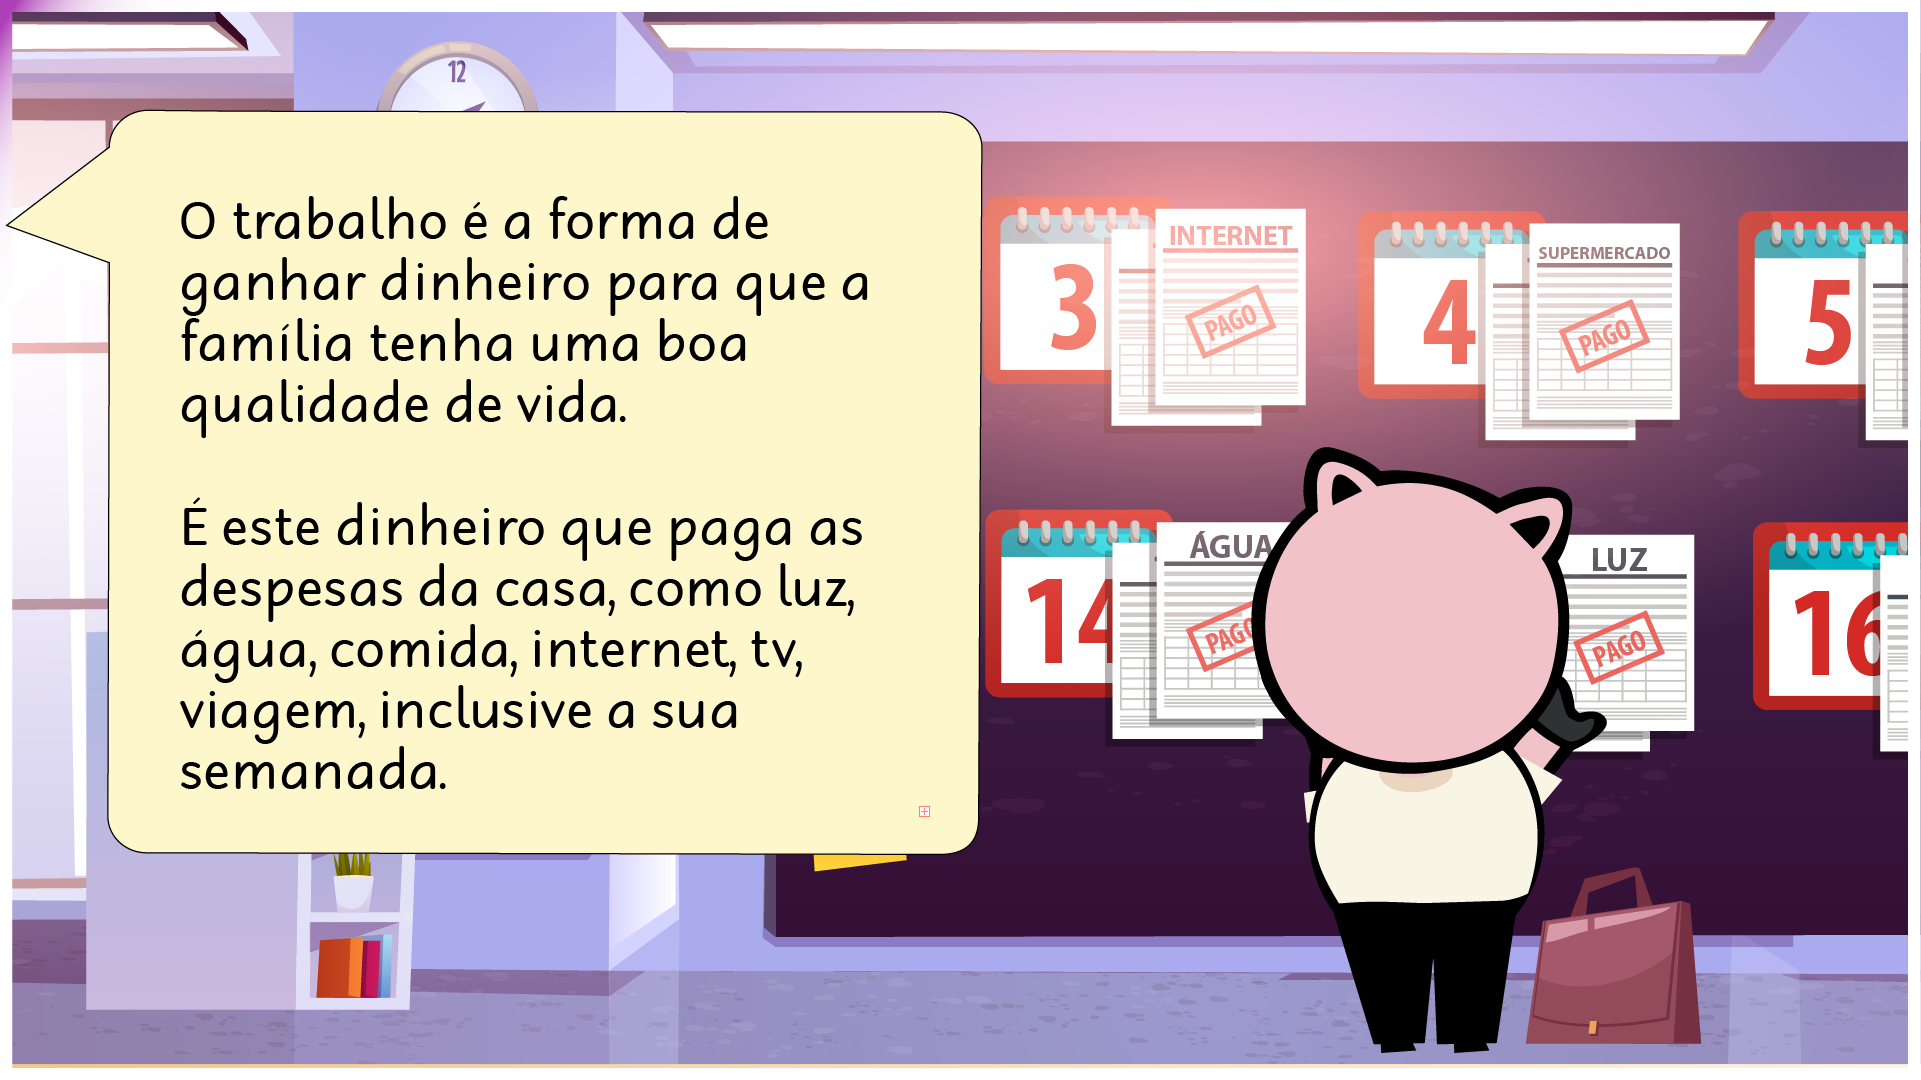 12
O trabalho é a forma de
ganhar dinheiro para que a
família tenha uma boa
qualidade de vida.
É este dinheiro que paga as
despesas da casa, como luz,
água, comida, internet, tv,
viagem, inclusive a sua
semanada.
3
INTERNET
PAGO
4
SUPERMERCADO
PAGO
5
14
ÁGUA
PAGO
LUZ
PAGO
16